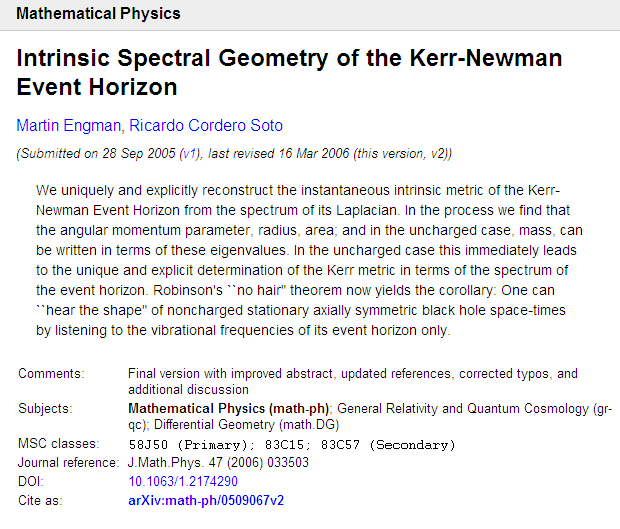 Mathematical Physics
Intrinsic Spectral Geometry of the Kerr-Newman
Event Horizon
Martin Engman, Ricardo Cordero Soto
(Submitted on 28 Sep 2005 (v1), last revised 16 Mar 2006 (this version, v2))
We uniquely and explicitly reconstruct the instantaneous intrinsic metric of the Kerr-
Newman Event Horizon from the spectrum of its Laplacian. In the process we find that
the angular momentum parameter, radius, area; and in the uncharged case, mass, can
be written in terms of these eigenvalues. In the uncharged case this immediately leads
to the unique and explicit determination of the Kerr metric in terms of the spectrum of
the event horizon. Robinson's ``no hair" theorem now yields the corollary: One can
``hear the shape" of noncharged stationary axially symmetric black hole space-times
by listening to the vibrational frequencies of its event horizon only.
Comments: Final version with improved abstract, updated references, corrected typos, and
additional discussion
Subjects: Mathematical Physics (math-ph); General Relativity and Quantum Cosmology (gr-
qc); Differential Geometry (math.DG)
MSC classes: 58J50 (Primary); 83C15; 83C57 (Secondary)
Journal reference: J.Math.Phys. 47 (2006) 033503
DOI: 10.1063/1.2174290
Cite as: arXiv:math-ph/0509067v2